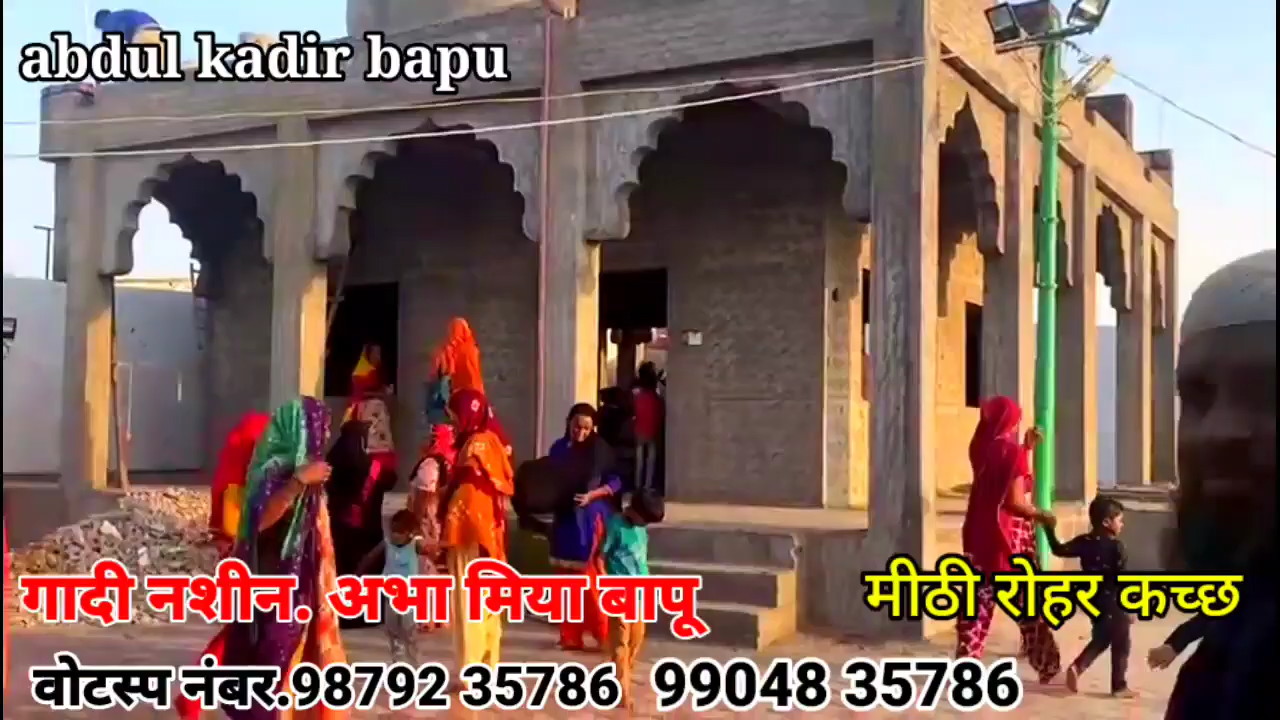 abdul kadir bapu
गादी नशीन. अभा मिया बापू
मीठी रोहर कच्छ
वोटस्प नंबर.98792 35786 99048 35786